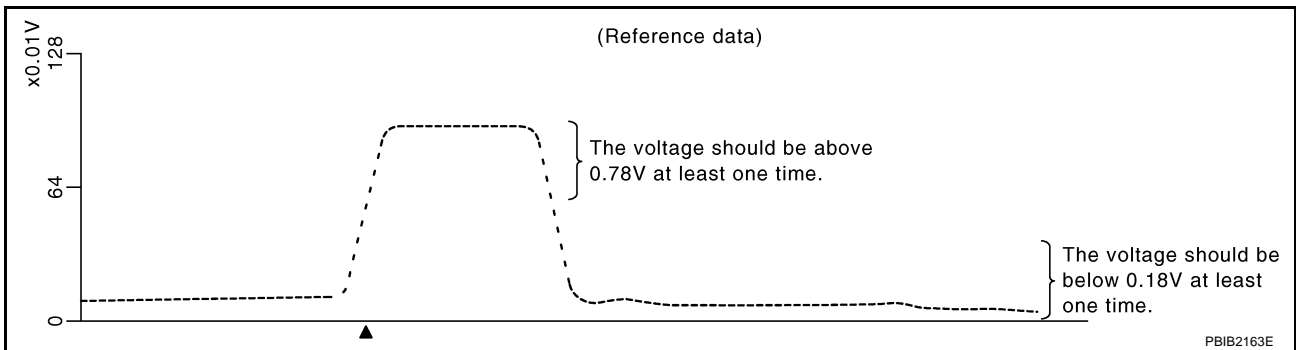 (Reference data)
x0.01V
128
64
0
The voltage should be above
0.78V at least one time.
The voltage should be
below 0.18V at least
one time.
PBIB2163E